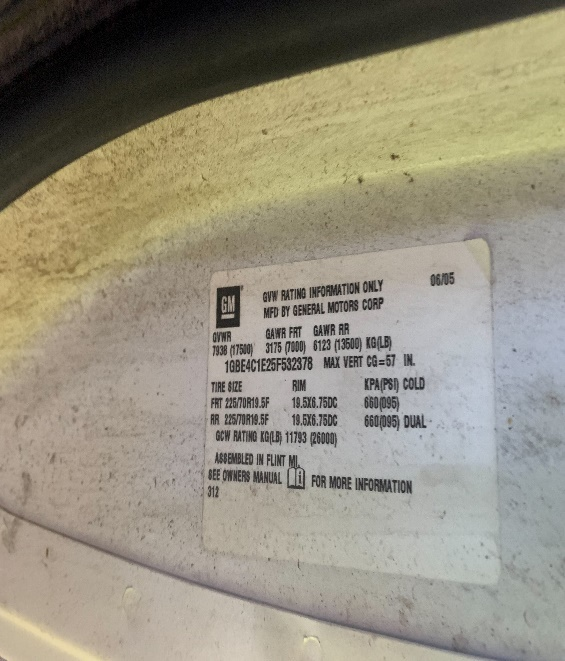 GM
GVW RATING INFORMATION ONLY 06/05
MFD BY GENERAL MOTORS CORP
GVWR GAWR FRT GAWR RR
7938 (17500) 3175 (7000) 6123 (13500) KG(LB)
1GBE4C1E25F532378 MAX VERT CG=57 IN.
TIRE SIZE RIM KPA(PSI) COLD
FRT 225/70R19.5F 19.5X6.75DC 660(095)
RR 225/70R19.5F 19.5X6.75DC 660(095) DUAL
GCW RATING KG(LB) 11793 (26000)
ASSEMBLED IN FLINT MI.
SEE OWNERS MANUAL i FOR MORE INFORMATION
312